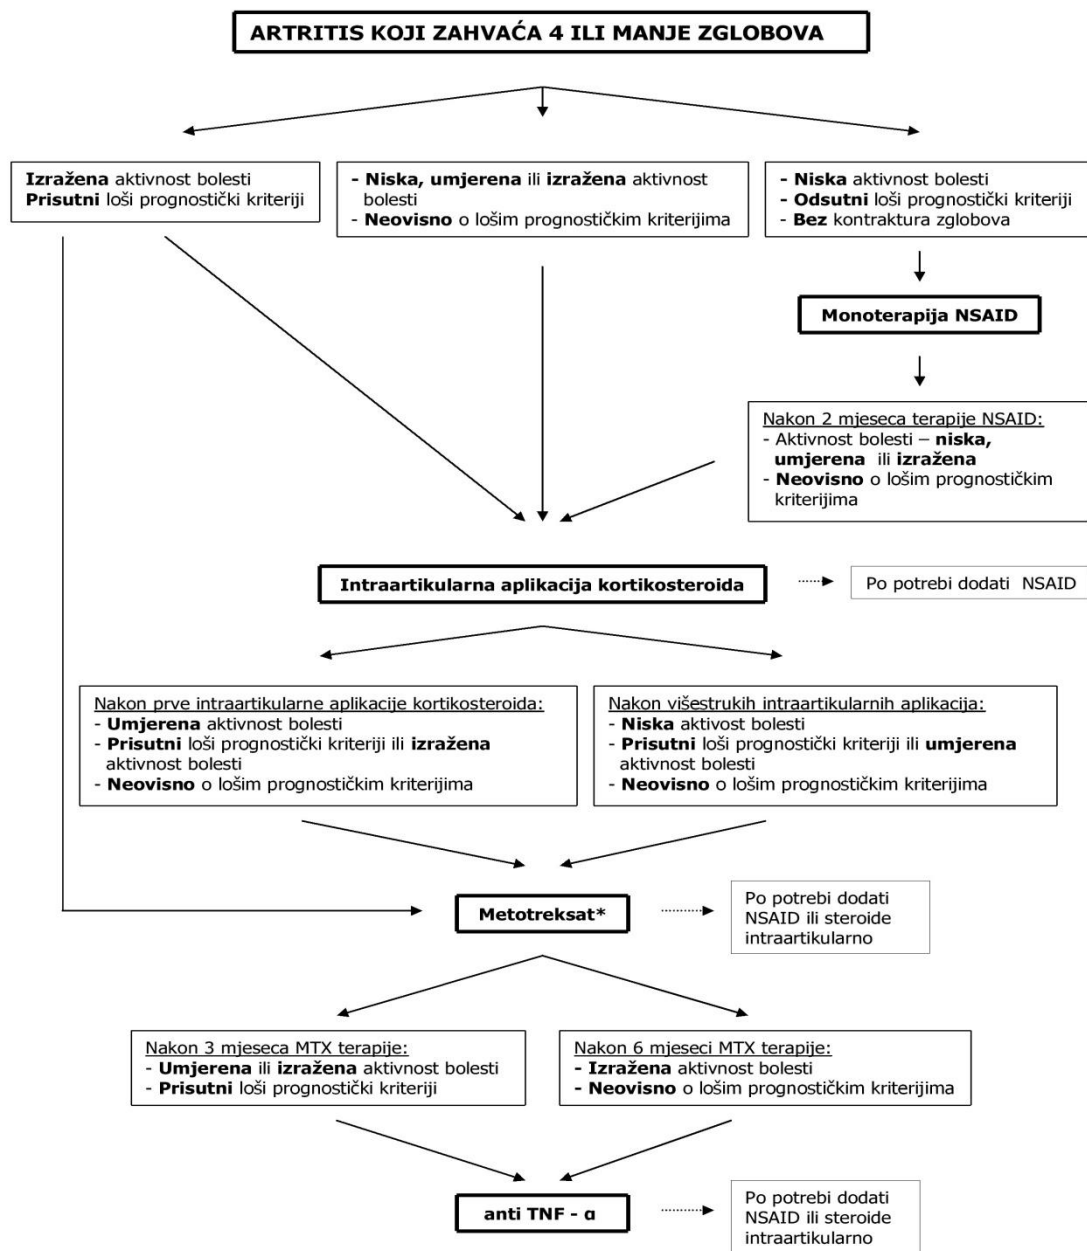 ARTRITIS KOJI ZAHVAĆA 4 ILI MANJE ZGLOBOVA
Izražena aktivnost bolesti
Prisutni loši prognostički kriteriji
- Niska, umjerena ili izražena aktivnost
bolesti
- Neovisno o lošim prognostičkim kriterijima
- Niska aktivnost bolesti
- Odsutni loši prognostički kriteriji
- Bez kontraktura zglobova
Monoterapija NSAID
Nakon 2 mjeseca terapije NSAID:
- Aktivnost bolesti – niska,
umjerena ili izražena
- Neovisno o lošim prognostičkim
kriterijima
Intraartikularna aplikacija kortikosteroida
Po potrebi dodati NSAID
Nakon prve intraartikularne aplikacije kortikosteroida:
- Umjerena aktivnost bolesti
- Prisutni loši prognostički kriteriji ili izražena
aktivnost bolesti
- Neovisno o lošim prognostičkim kriterijima
Nakon višestrukih intraartikularnih aplikacija:
- Niska aktivost bolesti
- Prisutni loši prognostički kriteriji ili umjerena
aktivnost bolesti
- Neovisno o lošim prognostičkim kriterijima
Metotreksat*
Po potrebi dodati
NSAID ili steroide
intraartikularno
Nakon 3 mjeseca MTX terapije:
- Umjerena ili izražena aktivnost bolesti
- Prisutni loši prognostički kriteriji
Nakon 6 mjeseci MTX terapije:
- Izražena aktivnost bolesti
- Neovisno o lošim prognostičkim kriterijima
anti TNF - α
Po potrebi dodati
NSAID ili steroide
intraartikularno